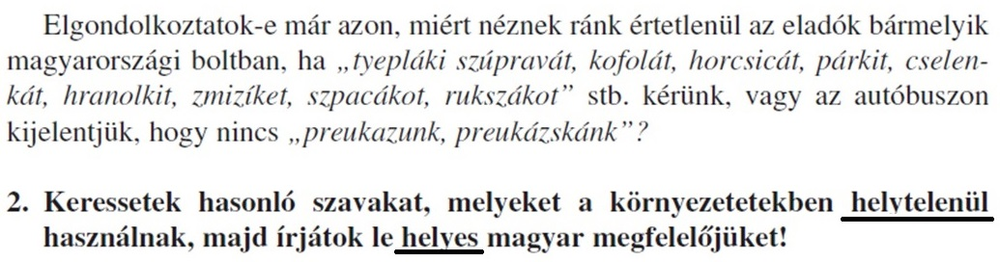 Elgondolkoztatok-e már azon, miért néznek ránk értetlenül az eladók bármelyik
magyarországi boltban, ha „tyepláki szúpravát, kofolát, horcsicát, párkit, cselen-
kát, hranolkit, zmizíket, szpacákot, rukszákot” stb. kérünk, vagy az autóbuszon
kijelentjük, hogy nincs „preukazunk, preukázskánk”?
2. Keressetek hasonló szavakat, melyeket a környezetetekben helytelenül
használnak, majd írjátok le helyes magyar megfelelőjüket!